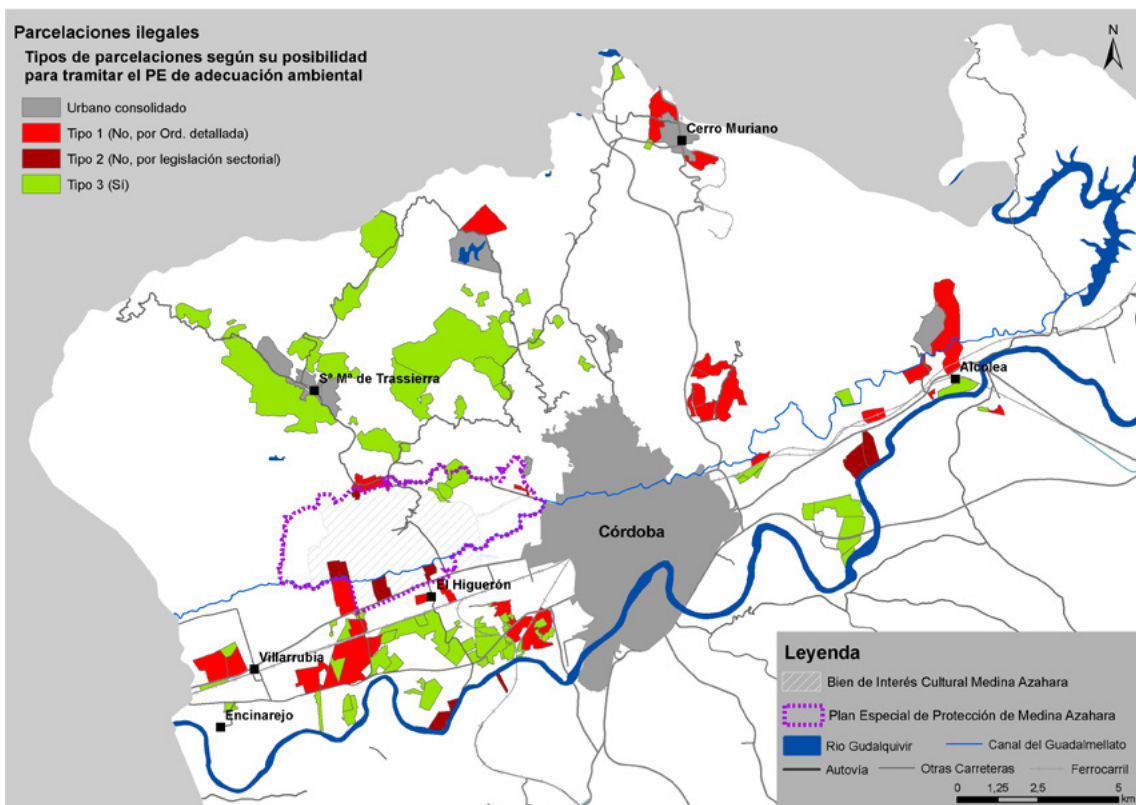 Parcelaciones ilegales
Tipos de parcelaciones según su posibilidad
para tramitar el PE de adecuación ambiental
Urbano consolidado
Tipo 1 (No, por Ord. detallada)
Tipo 2 (No, por legislación sectorial)
Tipo 3 (Sí)
N
Cerro Muriano
Sª Mª de Trassierra
Alcolea
Córdoba
El Higuerón
Villarrubia
Encinarejo
Leyenda
Bien de Interés Cultural Medina Azahara
Plan Especial de Protección de Medina Azahara
Rio Gudalquivir
Canal del Guadalmellato
Autovía
Otras Carreteras
Ferrocarril
0 1,25 2,5 5
km